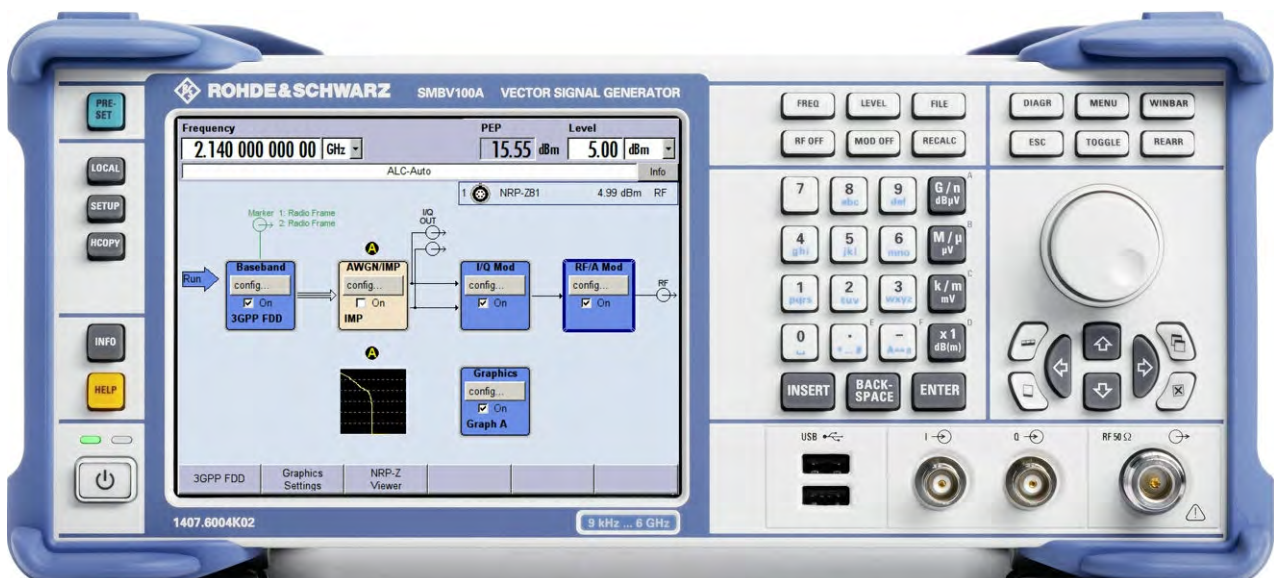 ROHDE&SCHWARZ SMBV100A VECTOR SIGNAL GENERATOR
PRE-
SET
LOCAL
SETUP
HCOPY
INFO
HELP
Frequency PEP Level
2.140 000 000 00 GHz 15.55 dBm 5.00 dBm
ALC-Auto Info
1 NRP-ZB1 4.99 dBm RF
Marker 1: Radio Frame
2: Radio Frame
I/Q
OUT
A
Run
Baseband
config...
On
3GPP FDD
AWGN/IMP
config...
On
IMP
I/Q Mod
config...
On
RF/A Mod
config...
On
RF
A
Graphics
config...
On
Graph A
3GPP FDD
Graphics
Settings
NRP-Z
Viewer
1407.6004K02
9 kHz ... 6 GHz
FREQ LEVEL FILE
RF OFF MOD OFF RECALC
DIAGR MENU WINBAR
ESC TOGGLE REARR
7
8
abc
9
def
G / n
dBµV
A
4
ghi
5
jkl
6
mno
M / µ
µV
B
1
pqrs
2
tuv
3
wxyz
k / m
mV
C
0
.
E
–
F
x 1
dB(m)
D
INSERT
BACK-
SPACE
ENTER
USB
I
Q
RF 50 Ω